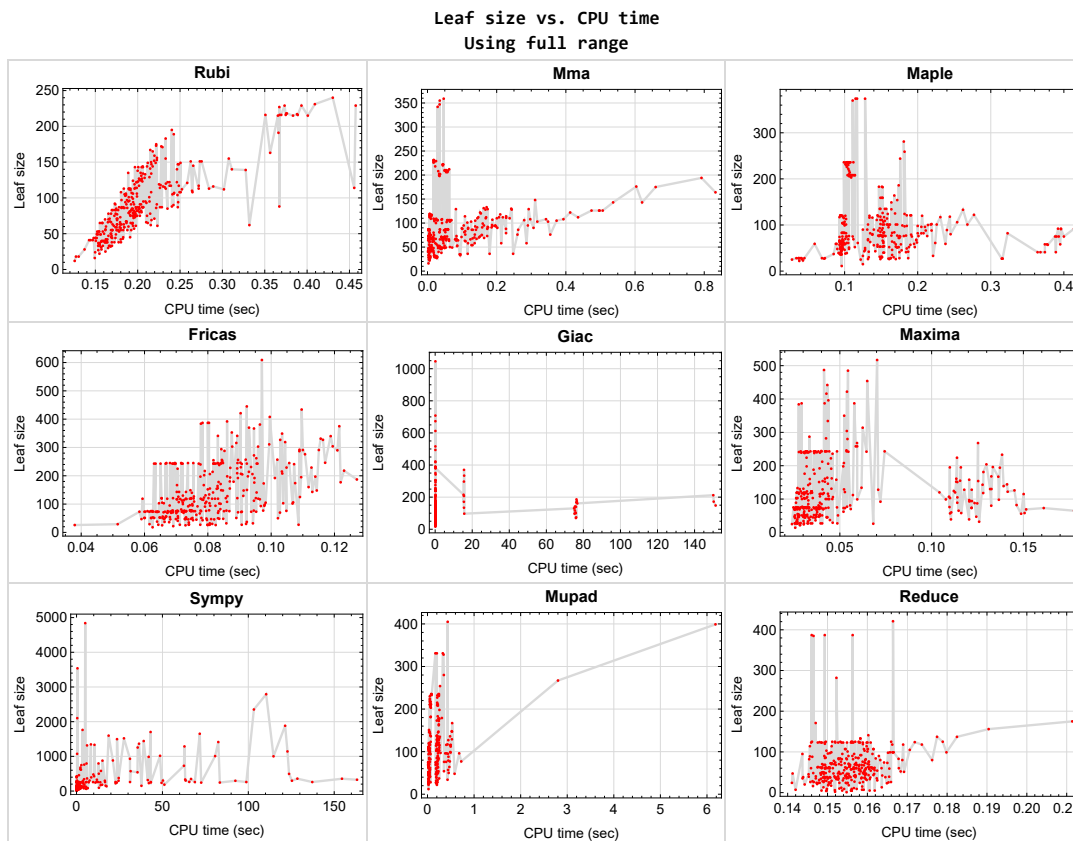 Leaf size vs. CPU time
Using full range
Rubi
Leaf size
250
200
150
100
50
0
0.15 0.20 0.25 0.30 0.35 0.40 0.45
CPU time (sec)
Mma
Leaf size
350
300
250
200
150
100
50
0
0.0 0.2 0.4 0.6 0.8
CPU time (sec)
Maple
Leaf size
300
200
100
0
0.1 0.2 0.3 0.4
CPU time (sec)
Fricas
Leaf size
600
500
400
300
200
100
0
0.04 0.06 0.08 0.10 0.12
CPU time (sec)
Giac
Leaf size
1000
800
600
400
200
0
0 20 40 60 80 100 120 140
CPU time (sec)
Maxima
Leaf size
500
400
300
200
100
0
0.05 0.10 0.15
CPU time (sec)
Sympy
Leaf size
5000
4000
3000
2000
1000
0
0 50 100 150
CPU time (sec)
Mupad
Leaf size
400
300
200
100
0
0 1 2 3 4 5 6
CPU time (sec)
Reduce
Leaf size
400
300
200
100
0
0.14 0.15 0.16 0.17 0.18 0.19 0.20 0.2
CPU time (sec)